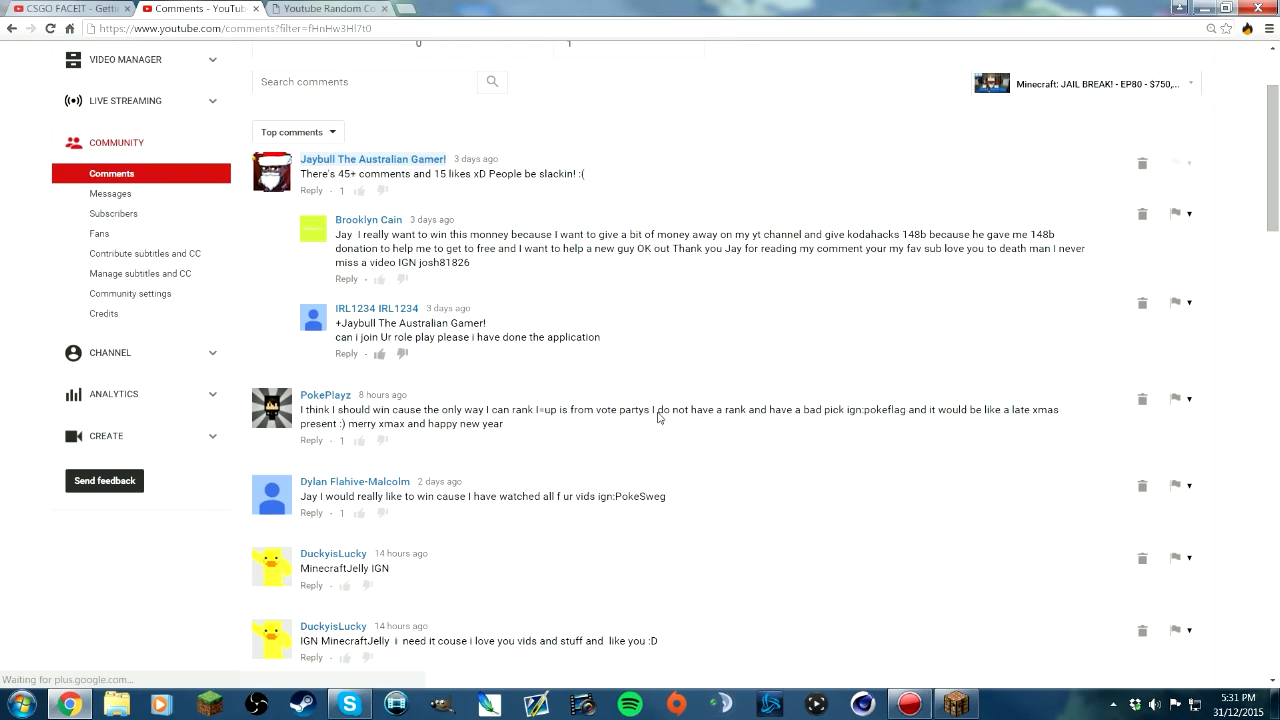 CSGO FACEIT - Getti
Comments - YouTub
Youtube Random Co
https://www.youtube.com/comments?filter=fHnHw3Hl7t0
0
1
VIDEO MANAGER
Search comments
Minecraft: JAIL BREAK! - EP80 - $750,...
LIVE STREAMING
COMMUNITY
Top comments
Comments
Messages
Subscribers
Fans
Contribute subtitles and CC
Manage subtitles and CC
Community settings
Credits
CHANNEL
ANALYTICS
CREATE
Send feedback
Jaybull The Australian Gamer! 3 days ago
There's 45+ comments and 15 likes xD People be slackin! :(
Reply · 1
Brooklyn Cain 3 days ago
Jay I really want to win this monney because I want to give a bit of money away on my yt channel and give kodahacks 148b because he gave me 148b
donation to help me to get to free and I want to help a new guy OK out Thank you Jay for reading my comment your my fav sub love you to death man I never
miss a video IGN josh81826
Reply ·
IRL1234 IRL1234 3 days ago
+Jaybull The Australian Gamer!
can i join Ur role play please i have done the application
Reply ·
PokePlayz 8 hours ago
I think I should win cause the only way I can rank I=up is from vote partys I do not have a rank and have a bad pick ign:pokeflag and it would be like a late xmas
present :) merry xmax and happy new year
Reply · 1
Dylan Flahive-Malcolm 2 days ago
Jay I would really like to win cause I have watched all f ur vids ign:PokeSweg
Reply · 1
DuckyisLucky 14 hours ago
MinecraftJelly IGN
Reply ·
DuckyisLucky 14 hours ago
IGN MinecraftJelly i need it couse i love you vids and stuff and like you :D
Reply ·
Waiting for plus.google.com...
5:31 PM
31/12/2015